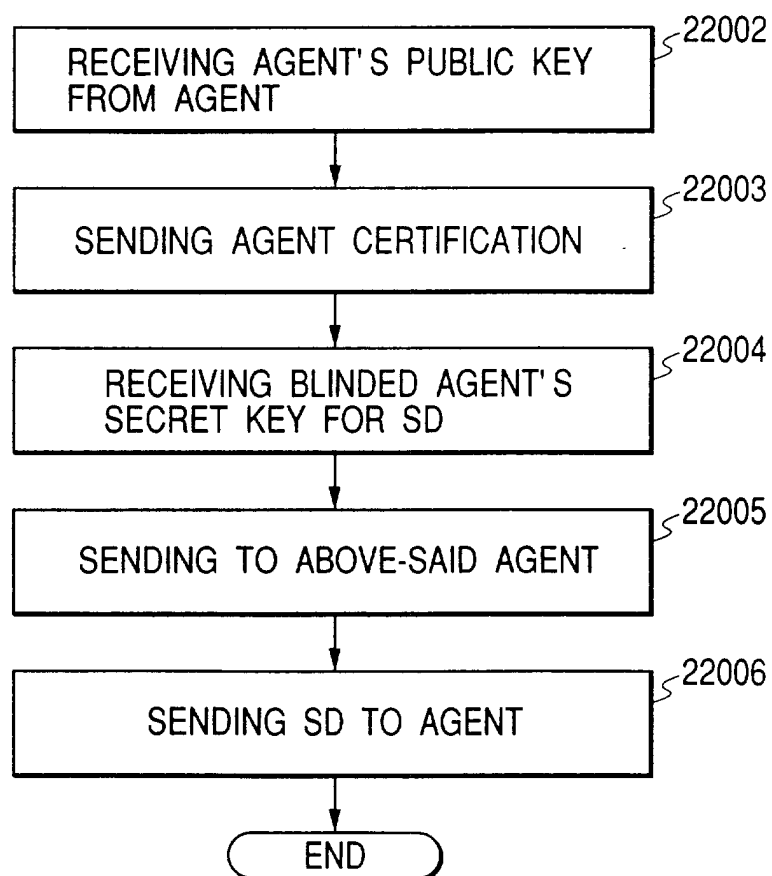 22002
RECEIVING AGENT'S PUBLIC KEY
FROM AGENT
22003
SENDING AGENT CERTIFICATION
22004
RECEIVING BLINDED AGENT'S
SECRET KEY FOR SD
22005
SENDING TO ABOVE-SAID AGENT
22006
SENDING SD TO AGENT
END